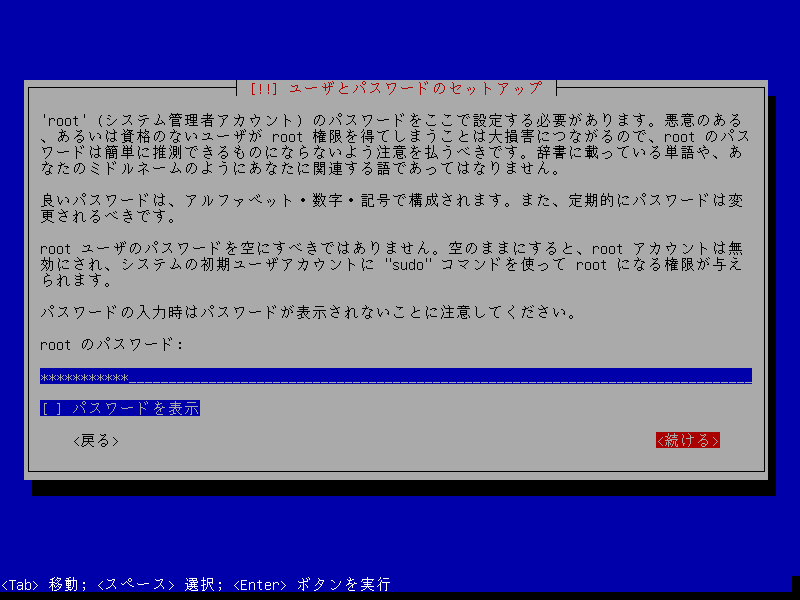 [!!] ユーザとパスワードのセットアップ
'root' (システム管理者アカウント) のパスワードをここで設定する必要があります。悪意のある
、あるいは資格のないユーザが root 権限を得てしまうことは大損害につながるので、root のパス
ワードは簡単に推測できるものにならないよう注意を払うべきです。辞書に載っている単語や、あ
なたのミドルネームのようにあなたに関連する語であってはなりません。
良いパスワードは、アルファベット・数字・記号で構成されます。また、定期的にパスワードは変
更されるべきです。
root ユーザのパスワードを空にすべきではありません。空のままにすると、root アカウントは無
効にされ、システムの初期ユーザアカウントに "sudo" コマンドを使って root になる権限が与え
られます。
パスワードの入力時はパスワードが表示されないことに注意してください。
root のパスワード:
***********
[ ] パスワードを表示
<戻る> <続ける>
<Tab> 移動; <スペース> 選択; <Enter> ボタンを実行